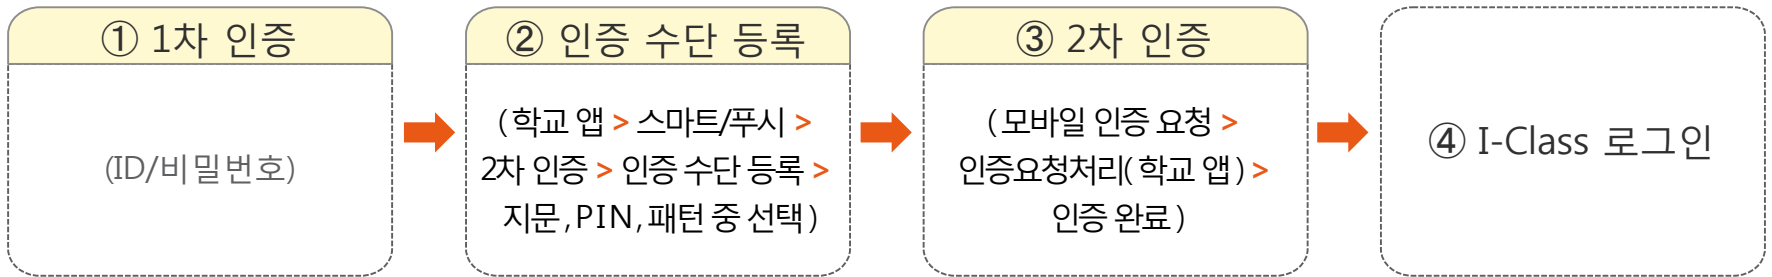 ① 1차 인증
(ID/비밀번호)
② 인증 수단 등록
(학교 앱 > 스마트/푸시 >
2차 인증 > 인증 수단 등록 >
지문, PIN, 패턴 중 선택)
③ 2차 인증
(모바일 인증 요청 >
인증요청처리(학교 앱) >
인증 완료)
④ I-Class 로그인